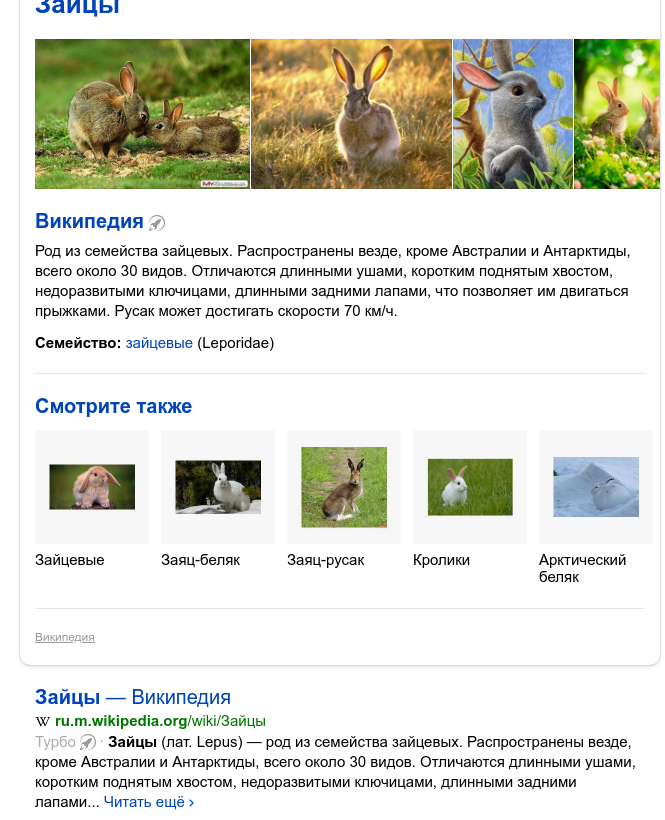 Зайцы
Википедия
Род из семейства зайцевых. Распространены везде, кроме Австралии и Антарктиды,
всего около 30 видов. Отличаются длинными ушами, коротким поднятым хвостом,
недоразвитыми ключицами, длинными задними лапами, что позволяет им двигаться
прыжками. Русак может достигать скорости 70 км/ч.
Семейство: зайцевые (Leporidae)
Смотрите также
Зайцевые
Заяц-беляк
Заяц-русак
Кролики
Арктический
беляк
Википедия
Зайцы — Википедия
W ru.m.wikipedia.org/wiki/Зайцы
Турбо · Зайцы (лат. Lepus) — род из семейства зайцевых. Распространены везде,
кроме Австралии и Антарктиды, всего около 30 видов. Отличаются длинными ушами,
коротким поднятым хвостом, недоразвитыми ключицами, длинными задними
лапами... Читать ещё ›